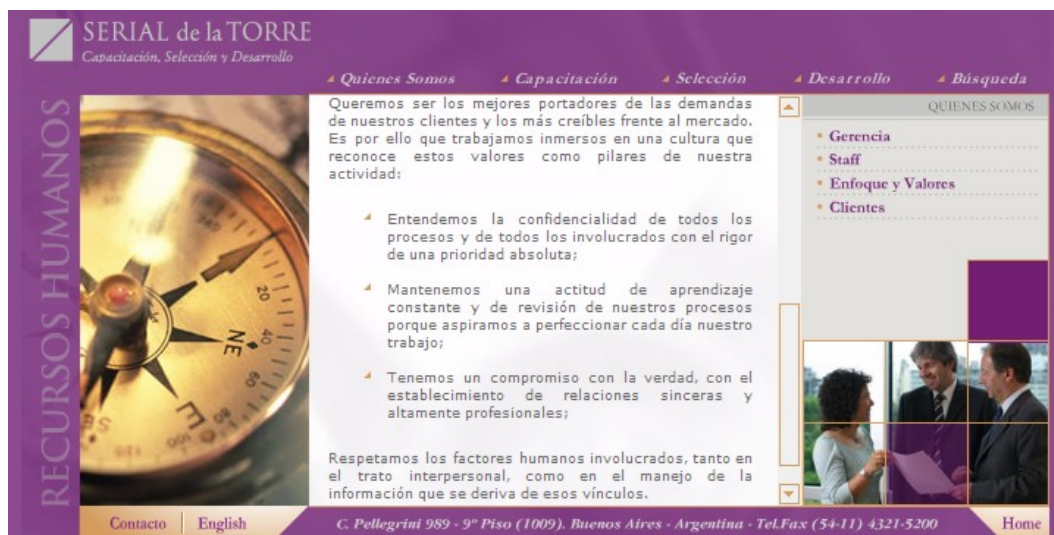 SERIAL de la TORRE
Capacitación, Selección y Desarrollo
Quienes Somos
Capacitación
Selección
Desarrollo
Búsqueda
RECURSOS HUMANOS
Queremos ser los mejores portadores de las demandas
de nuestros clientes y los más creíbles frente al mercado.
Es por ello que trabajamos inmersos en una cultura que
reconoce estos valores como pilares de nuestra
actividad:
Entendemos la confidencialidad de todos los
procesos y de todos los involucrados con el rigor
de una prioridad absoluta;
Mantenemos una actitud de aprendizaje
constante y de revisión de nuestros procesos
porque aspiramos a perfeccionar cada día nuestro
trabajo;
Tenemos un compromiso con la verdad, con el
establecimiento de relaciones sinceras y
altamente profesionales;
Respetamos los factores humanos involucrados, tanto en
el trato interpersonal, como en el manejo de la
información que se deriva de esos vínculos.
QUIENES SOMOS
Gerencia
Staff
Enfoque y Valores
Clientes
20
40
NE
60
E
80
100
SE
Contacto
English
C. Pellegrini 989 - 9º Piso (1009). Buenos Aires - Argentina - Tel.Fax (54-11) 4321-5200
Home